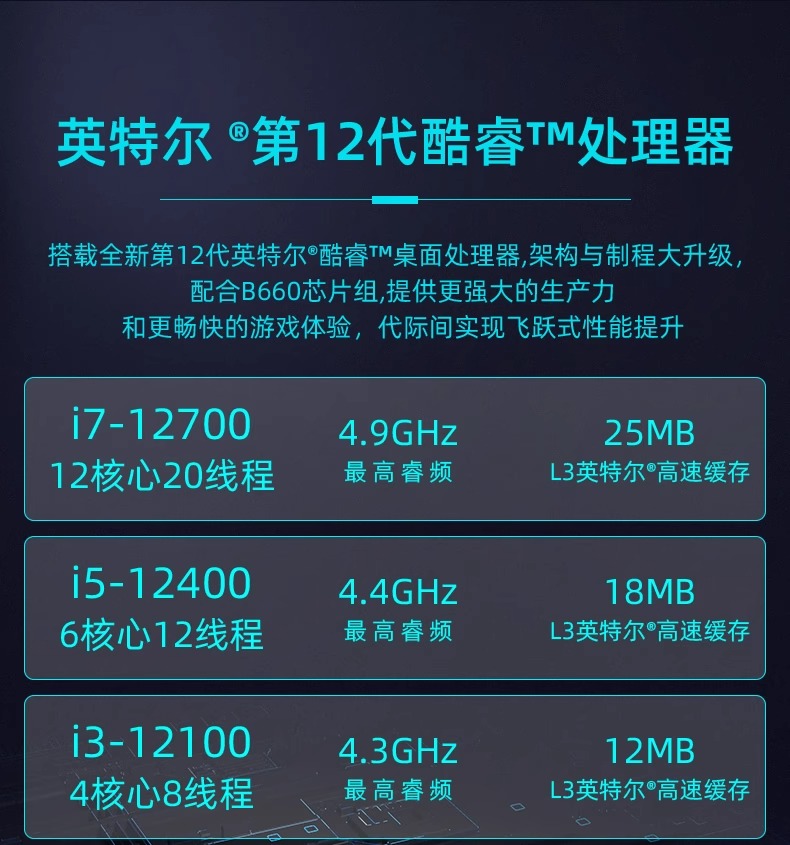 英特尔 ®第12代酷睿™处理器
搭载全新第12代英特尔®酷睿™桌面处理器,架构与制程大升级，
配合B660芯片组,提供更强大的生产力
和更畅快的游戏体验，代际间实现飞跃式性能提升
i7-12700
12核心20线程
4.9GHz
最高睿频
25MB
L3英特尔®高速缓存
i5-12400
6核心12线程
4.4GHz
最高睿频
18MB
L3英特尔®高速缓存
i3-12100
4核心8线程
4.3GHz
最高睿频
12MB
L3英特尔®高速缓存